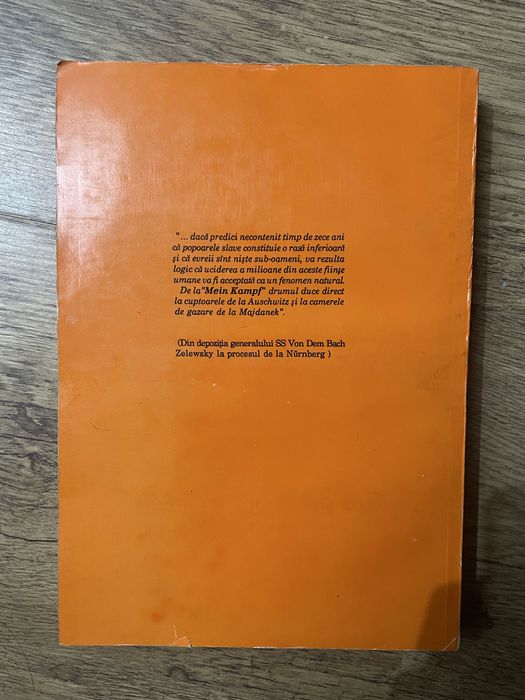 "... dacă predici necontenit timp de zece ani
că popoarele slave constituie o rasă inferioară
și că evreii sînt niște sub-oameni, va rezulta
logic că uciderea a milioane din aceste ființe
umane va fi acceptată ca un fenomen natural.
De la "Mein Kampf" drumul duce direct
la cuptoarele de la Auschwitz și la camerele
de gazare de la Majdanek".
(Din depoziția generalului SS Von Dem Bach
Zelewsky la procesul de la Nürnberg )